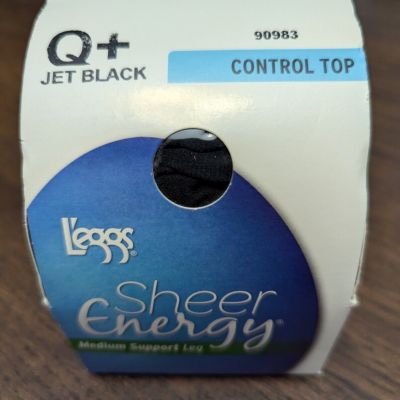 Q+
90983
JET BLACK
CONTROL TOP
L'eggs®
Sheer
Energy®
Medium Support Leg